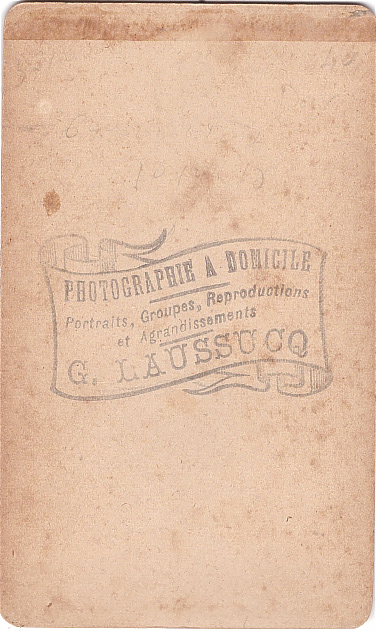 PHOTOGRAPHIE A DOMICILE
Portraits, Groupes, Reproductions
et Agrandissements
G. LAUSSUCQ